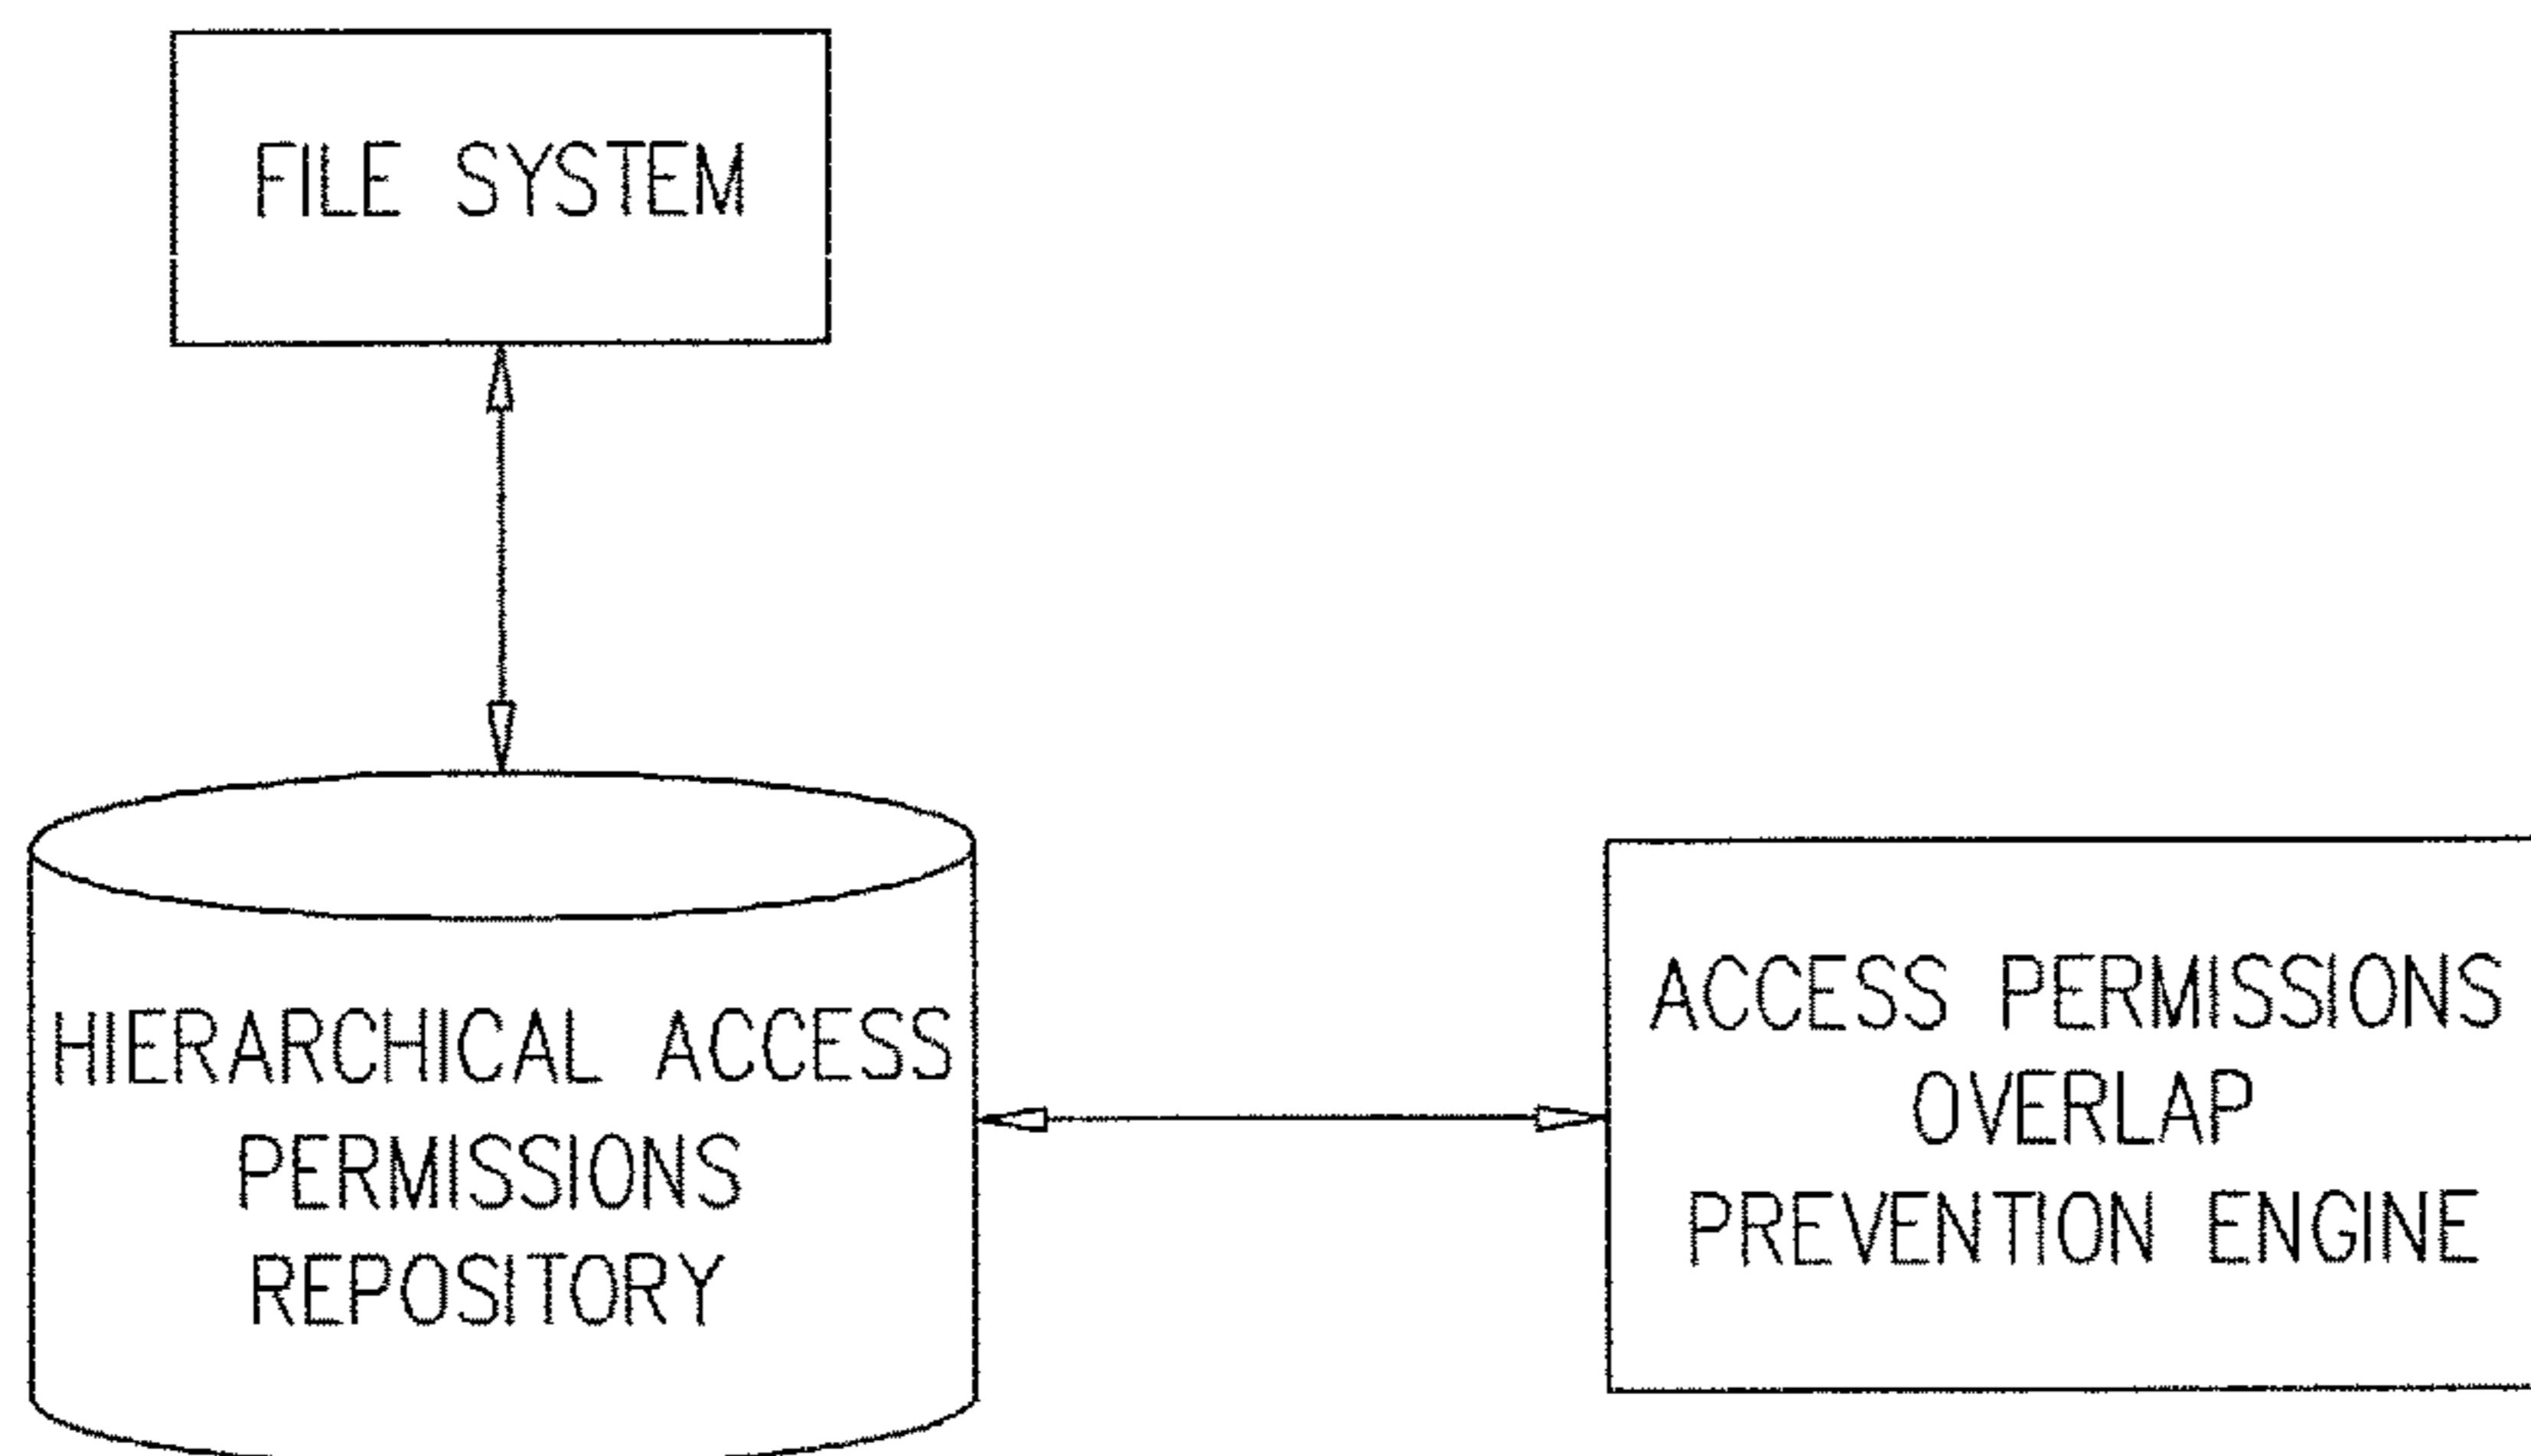 FILE SYSTEM
HIERARCHICAL ACCESS
PERMISSIONS
REPOSITORY
ACCESS PERMISSIONS
OVERLAP
PREVENTION ENGINE